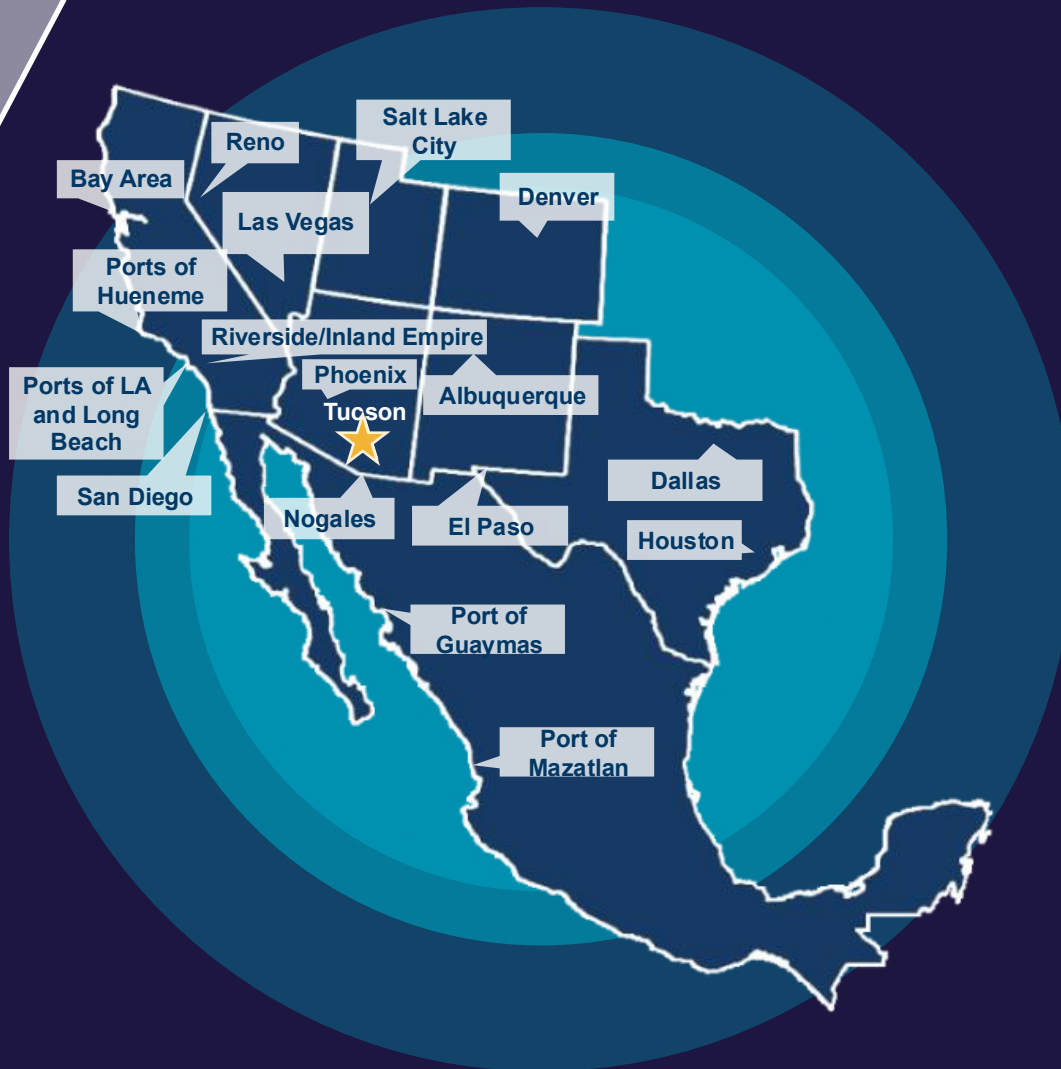 Salt Lake
City
Reno
Bay Area
Denver
Las Vegas
Ports of
Hueneme
Riverside/Inland Empire
Phoenix
Ports of LA
and Long
Beach
Albuquerque
Tucson
Dallas
San Diego
Nogales
El Paso
Houston
Port of
Guaymas
Port of
Mazatlan